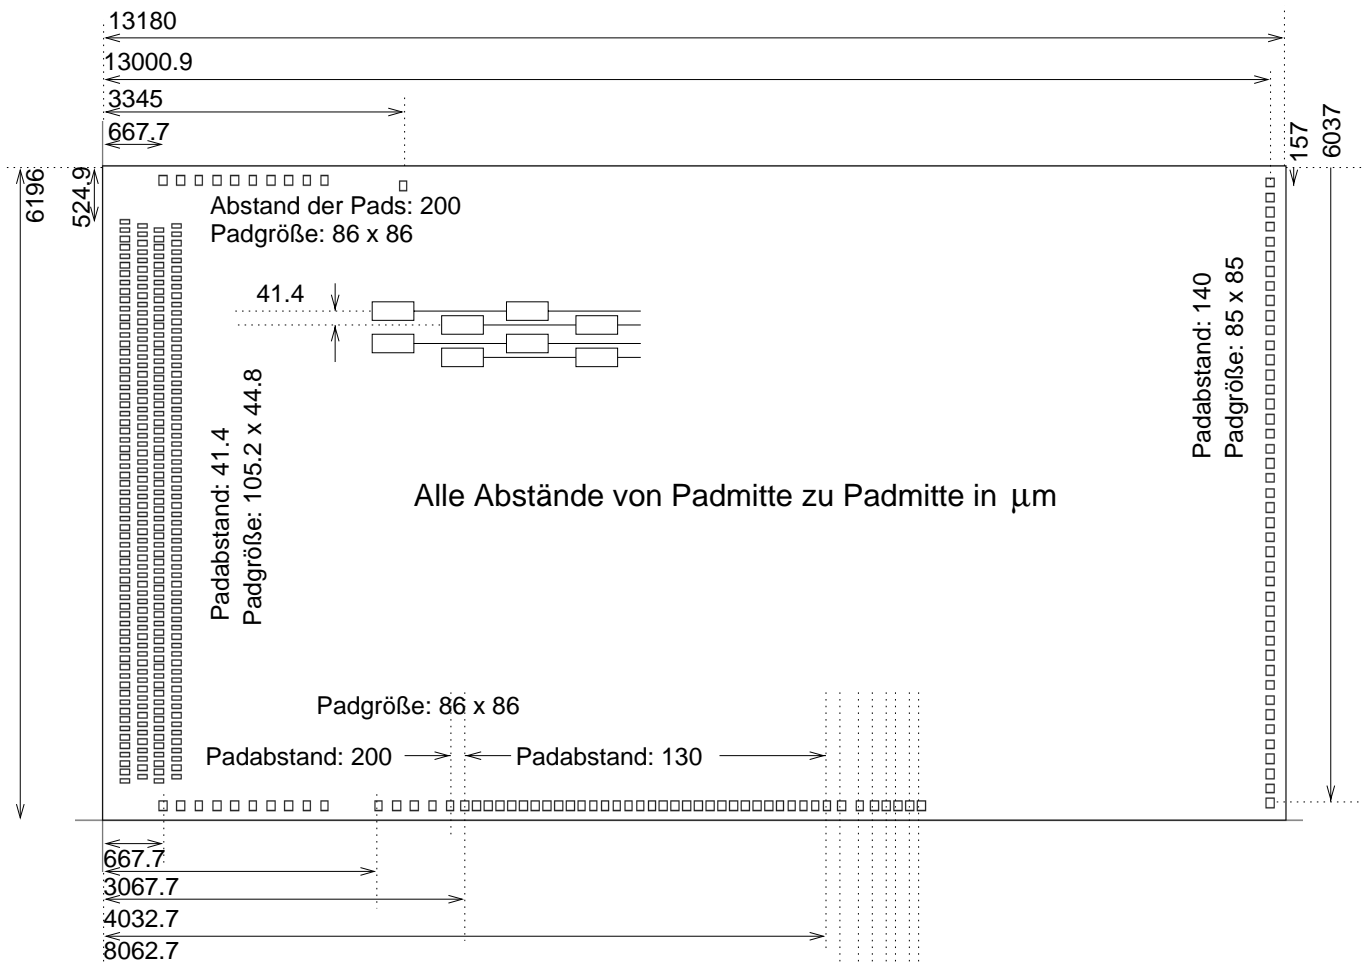 13180
13000.9
3345
667.7
157
6037
6196
524.9
Abstand der Pads: 200
Padgröße: 86 x 86
41.4
Padabstand: 140
Padgröße: 85 x 85
Padabstand: 41.4
Padgröße: 105.2 x 44.8
Alle Abstände von Padmitte zu Padmitte in μm
Padgröße: 86 x 86
Padabstand: 200
Padabstand: 130
667.7
3067.7
4032.7
8062.7